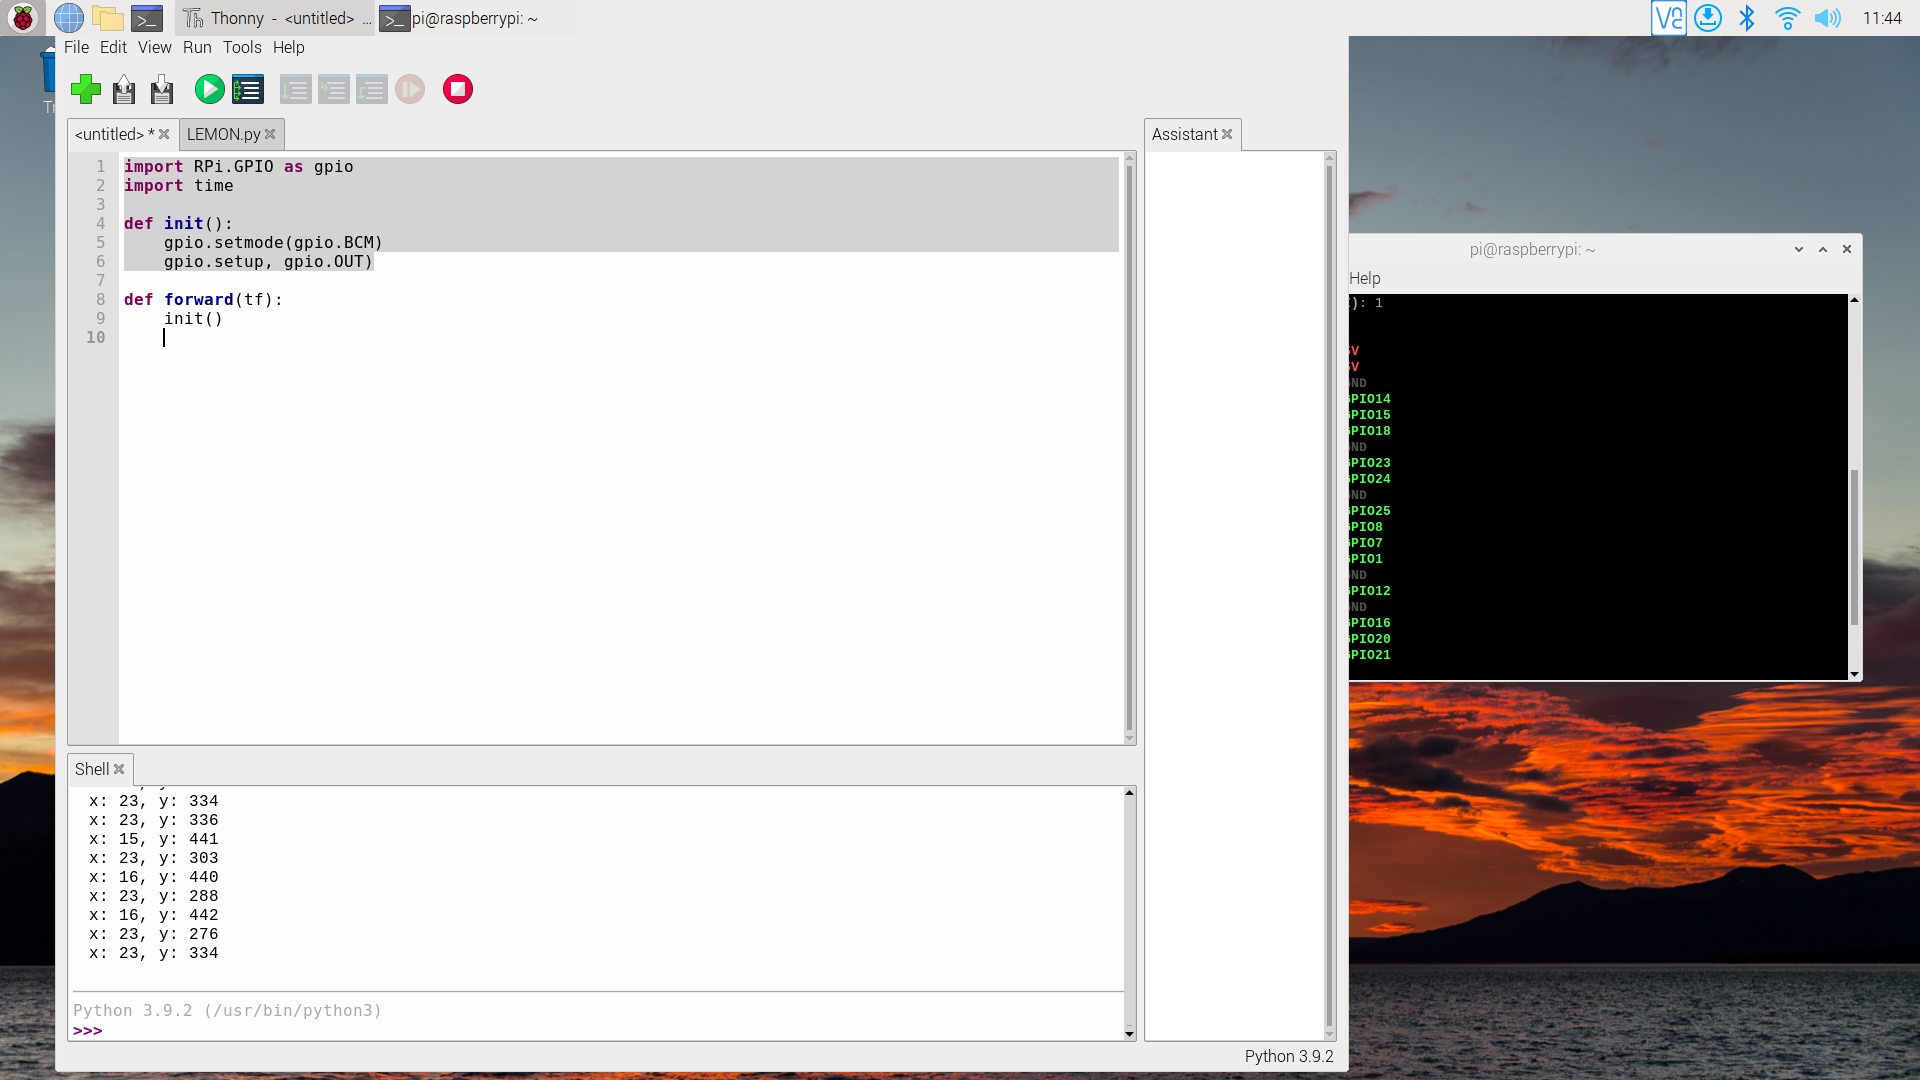 Thonny - <untitled> ...
pi@raspberrypi: ~
11:44
File Edit View Run Tools Help
<untitled> *
LEMON.py
Assistant
1 import RPi.GPIO as gpio
2 import time
3
4 def init():
5 gpio.setmode(gpio.BCM)
6 gpio.setup, gpio.OUT)
7
8 def forward(tf):
9 init()
10
Shell
x: 23, y: 334
x: 23, y: 336
x: 15, y: 441
x: 23, y: 303
x: 16, y: 440
x: 23, y: 288
x: 16, y: 442
x: 23, y: 276
x: 23, y: 334
Python 3.9.2 (/usr/bin/python3)
>>>
Python 3.9.2
pi@raspberrypi: ~
Help
): 1
V
V
ND
PIO14
PIO15
PIO18
ND
PIO23
PIO24
ND
PIO25
PIO8
PIO7
PIO1
ND
PIO12
ND
PIO16
PIO20
PIO21